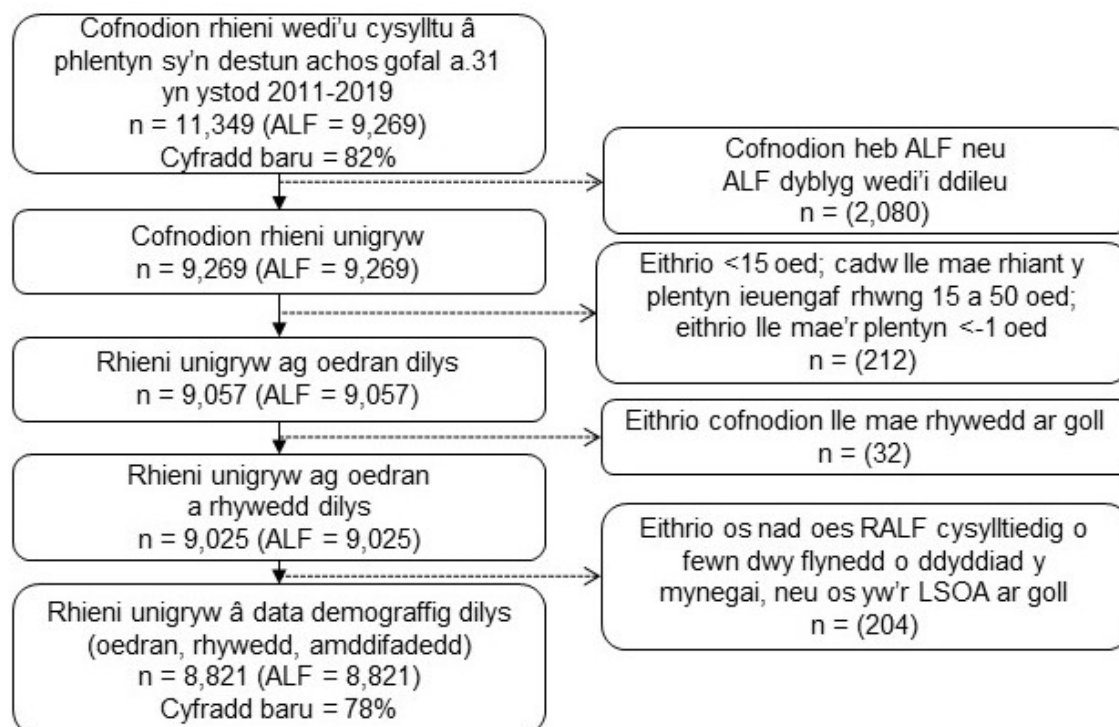 Cofnodion rhieni wedi'u cysylltu â
phlentyn sy'n destun achos gofal a.31
yn ystod 2011-2019
n = 11,349 (ALF = 9,269)
Cyfradd baru = 82%
Cofnodion heb ALF neu
ALF dyblyg wedi'i ddileu
n = (2,080)
Cofnodion rhieni unigryw
n = 9,269 (ALF = 9,269)
Eithrio <15 oed; cadw lle mae rhiant y
plentyn ieuengaf rhwng 15 a 50 oed;
eithrio lle mae'r plentyn <-1 oed
n = (212)
Rhieni unigryw ag oedran dilys
n = 9,057 (ALF = 9,057)
Eithrio cofnodion lle mae rhywedd ar goll
n = (32)
Rhieni unigryw ag oedran
a rhywedd dilys
n = 9,025 (ALF = 9,025)
Eithrio os nad oes RALF cysylltiedig o
fewn dwy flynedd o ddyddiad y
mynegai, neu os yw'r LSOA ar goll
n = (204)
Rhieni unigryw â data demograffig dilys
(oedran, rhywedd, amddifadedd)
n = 8,821 (ALF = 8,821)
Cyfradd baru = 78%